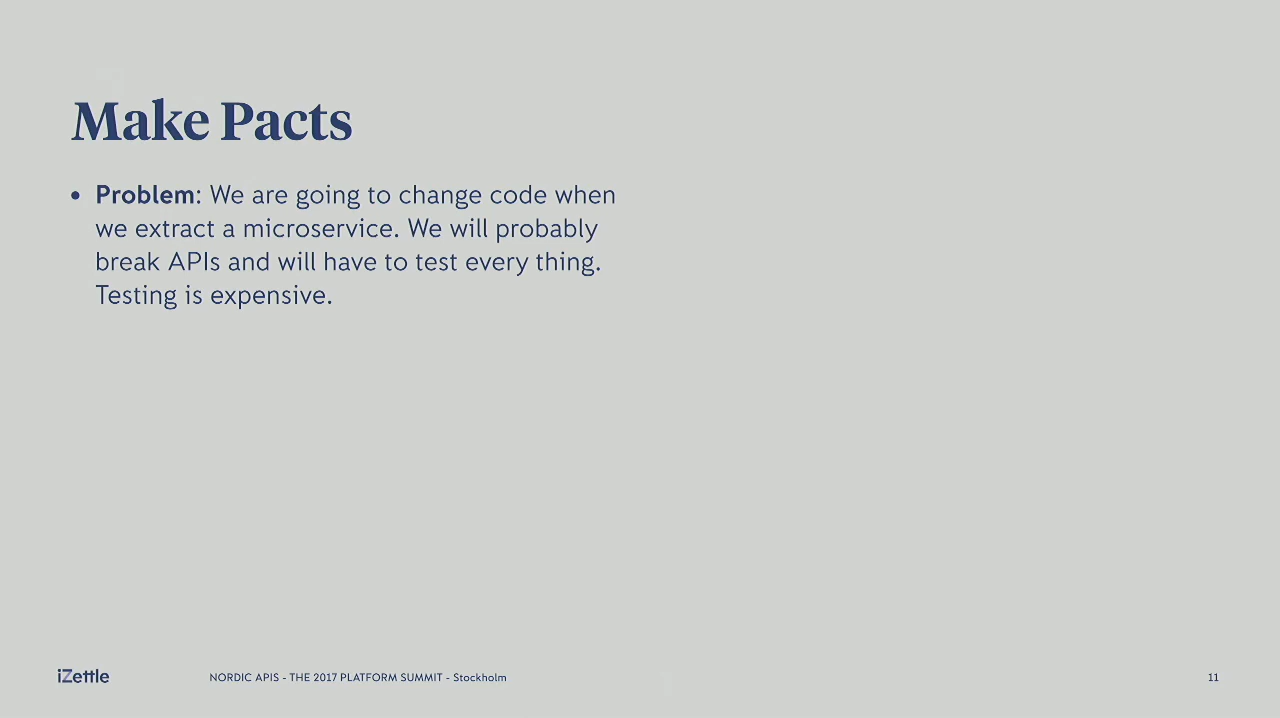 Make Pacts
• Problem: We are going to change code when
we extract a microservice. We will probably
break APIs and will have to test every thing.
Testing is expensive.
iZettle
NORDIC APIS - THE 2017 PLATFORM SUMMIT - Stockholm
11